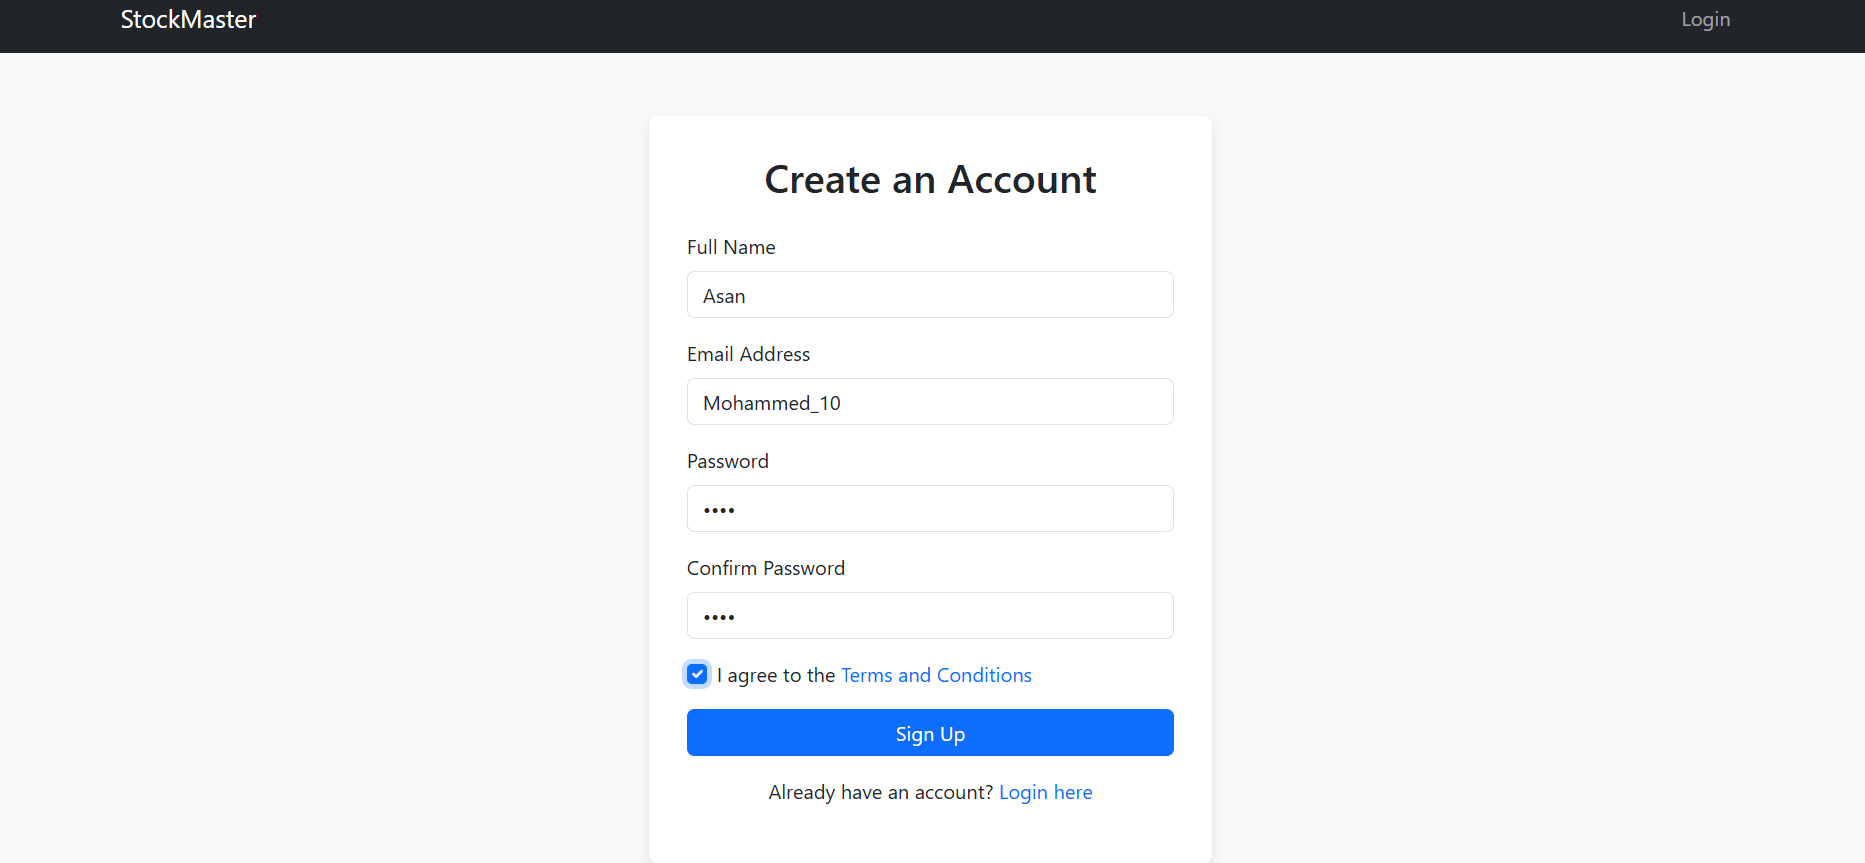 StockMaster
Login
Create an Account
Full Name
Asan
Email Address
Mohammed_10
Password
••••
Confirm Password
••••
I agree to the Terms and Conditions
Sign Up
Already have an account? Login here